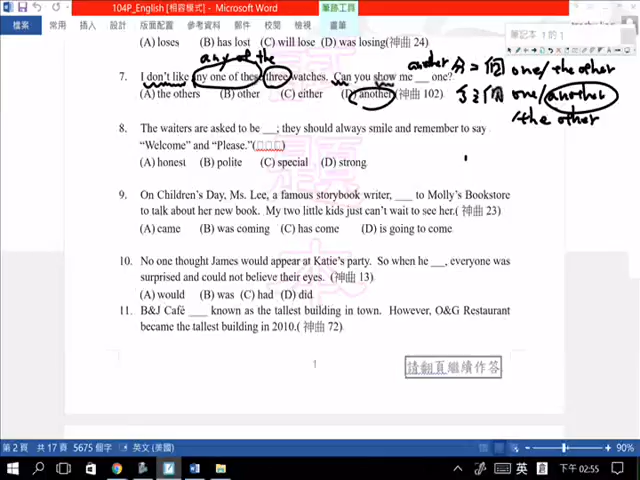 104P_English [相容模式] - Word
筆跡工具
檔案 常用 插入 設計 版面配置 參考資料 郵件 校閱 檢視 畫筆
筆記本 1的1
(A) loses (B) has lost (C) will lose (D) was losing(神曲 24)
any of the
another 分二個 one/the other
7. I don't like any one of these three watches. Can you show me ___ one?
分三個 one/another
(A) the others (B) other (C) either (D) another(神曲 102)
/the other
8. The waiters are asked to be ___; they should always smile and remember to say
"Welcome" and "Please."
(A) honest (B) polite (C) special (D) strong
9. On Children's Day, Ms. Lee, a famous storybook writer, ___ to Molly's Bookstore
to talk about her new book. My two little kids just can't wait to see her.( 神曲 23)
(A) came (B) was coming (C) has come (D) is going to come
10. No one thought James would appear at Katie's party. So when he ___, everyone was
surprised and could not believe their eyes. (神曲 13)
(A) would (B) was (C) had (D) did
11. B&J Café ___ known as the tallest building in town. However, O&G Restaurant
became the tallest building in 2010.( 神曲 72)
1
請翻頁繼續作答
第 2 頁，共 17 頁 5675 個字 英文 (美國) 90%
英 下午 02:55